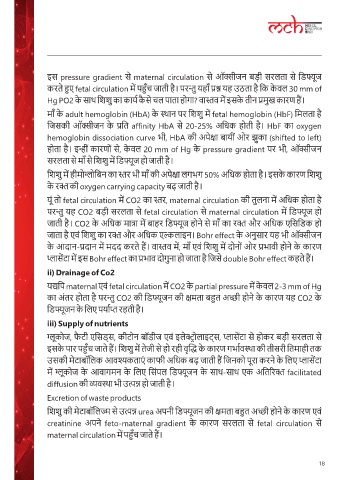 mch
इस pressure gradient से maternal circulation से ऑक्सीजन बड़ी सरलता से डिफ्यूज
करते हुए fetal circulation में पहुँच जाती है। परन्तु यहाँ प्रश्न यह उठता है कि केवल 30 mm of
Hg PO2 के साथ शिशु का कार्य कैसे चल पाता होगा? वास्तव में इसके तीन प्रमुख कारण हैं।
माँ के adult hemoglobin (HbA) के स्थान पर शिशु में fetal hemoglobin (HbF) मिलता है
जिसकी ऑक्सीजन के प्रति affinity HbA से 20-25% अधिक होती है। HbF का oxygen
hemoglobin dissociation curve भी, HbA की अपेक्षा बायीं ओर झुका (shifted to left)
होता है। इन्हीं कारणों से, केवल 20 mm of Hg के pressure gradient पर भी, ऑक्सीजन
सरलता से माँ से शिशु में डिफ्यूज हो जाती है।
शिशु में हीमोग्लोबिन का स्तर भी माँ की अपेक्षा लगभग 50% अधिक होता है। इसके कारण शिशु
के रक्त की oxygen carrying capacity बढ़ जाती है।
यूं तो fetal circulation में CO2 का स्तर, maternal circulation की तुलना में अधिक होता है
परन्तु यह CO2 बड़ी सरलता से fetal circulation से maternal circulation में डिफ्यूज हो
जाती है। CO2 के अधिक मात्रा में बाहर डिफ्यूज होने से माँ का रक्त और अधिक एसिडिक हो
जाता है एवं शिशु का रक्त और अधिक एल्कलाइन। Bohr effect के अनुसार यह भी ऑक्सीजन
के आदान-प्रदान में मदद करते हैं। वास्तव में, माँ एवं शिशु में दोनों ओर प्रभावी होने के कारण
प्लासेंटा में इस Bohr effect का प्रभाव दोगुना हो जाता है जिसे double Bohr effect कहते हैं।
ii) Drainage of Co2
यद्यपि maternal एवं fetal circulation में CO2 के partial pressure में केवल 2-3 mm of Hg
का अंतर होता है परन्तु CO2 की डिफ्यूजन की क्षमता बहुत अच्छी होने के कारण यह CO2 के
डिफ्यूजन के लिए पर्याप्त रहती है।
iii) Supply of nutrients
ग्लूकोज, फैटी एसिड्स, कीटोन बॉडीज एवं इलेक्ट्रोलाइट्स, प्लासेंटा से होकर बड़ी सरलता से
इसके पार पहुँच जाते हैं। शिशु में तेजी से हो रही वृद्धि के कारण गर्भावस्था की तीसरी तिमाही तक
उसकी मेटाबॉलिक आवश्यकताएं काफी अधिक बढ़ जाती हैं जिनको पूरा करने के लिए प्लासेंटा
में ग्लूकोज के आवागमन के लिए सिंपल डिफ्यूजन के साथ-साथ एक अतिरिक्त facilitated
diffusion की व्यवस्था भी उत्पन्न हो जाती है।
Excretion of waste products
शिशु की मेटाबॉलिज्म से उत्पन्न urea अपनी डिफ्यूजन की क्षमता बहुत अच्छी होने के कारण एवं
creatinine अपने feto-maternal gradient के कारण सरलता से fetal circulation से
maternal circulation में पहुँच जाते हैं।
18